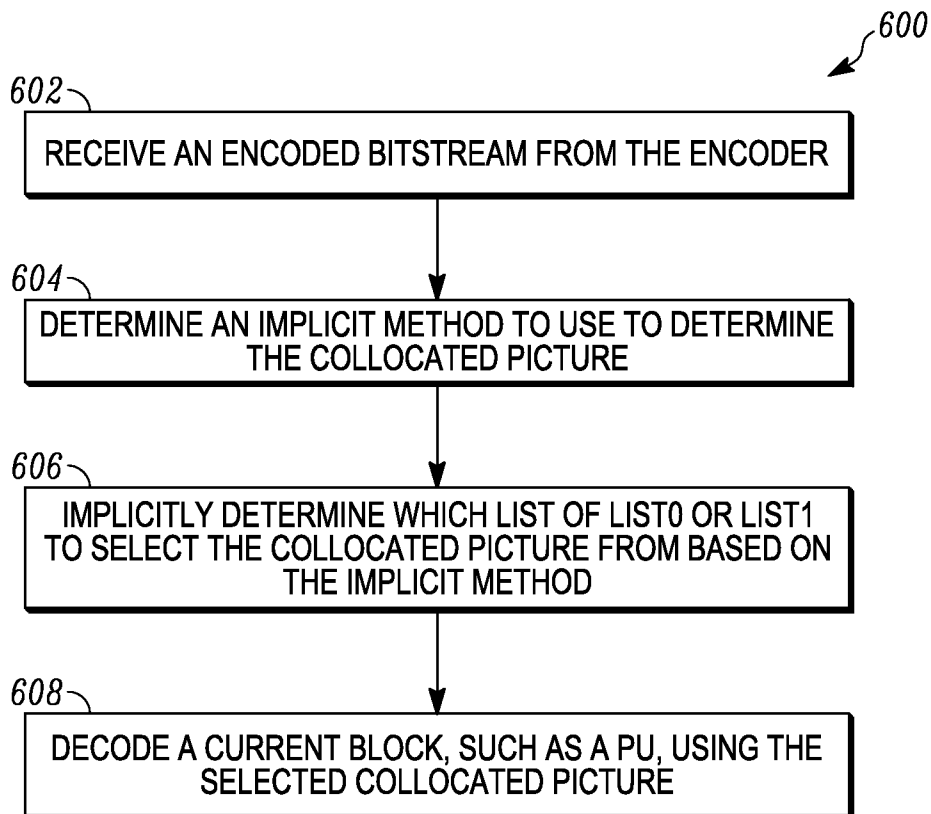 600
602
RECEIVE AN ENCODED BITSTREAM FROM THE ENCODER
604
DETERMINE AN IMPLICIT METHOD TO USE TO DETERMINE
THE COLLOCATED PICTURE
606
IMPLICITLY DETERMINE WHICH LIST OF LIST0 OR LIST1
TO SELECT THE COLLOCATED PICTURE FROM BASED ON
THE IMPLICIT METHOD
608
DECODE A CURRENT BLOCK, SUCH AS A PU, USING THE
SELECTED COLLOCATED PICTURE